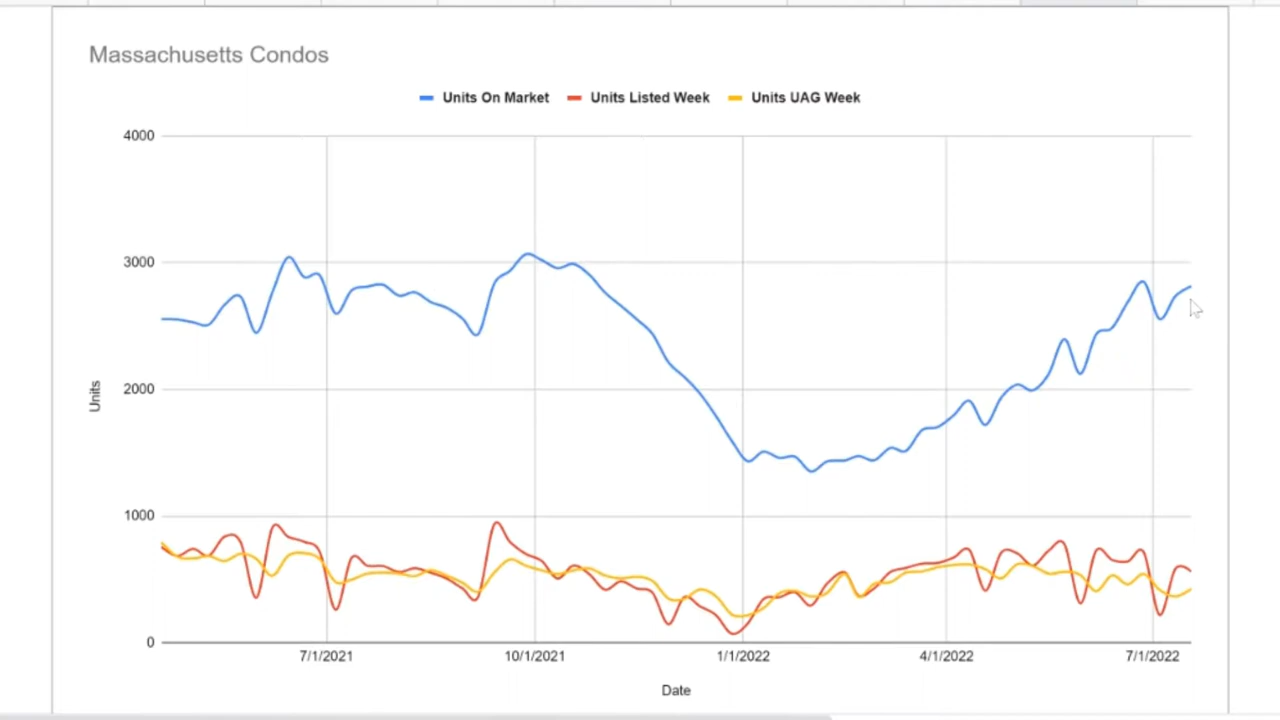 Massachusetts Condos
Units On Market Units Listed Week Units UAG Week
4000
3000
2000
1000
0
Units
7/1/2021 10/1/2021 1/1/2022 4/1/2022 7/1/2022
Date